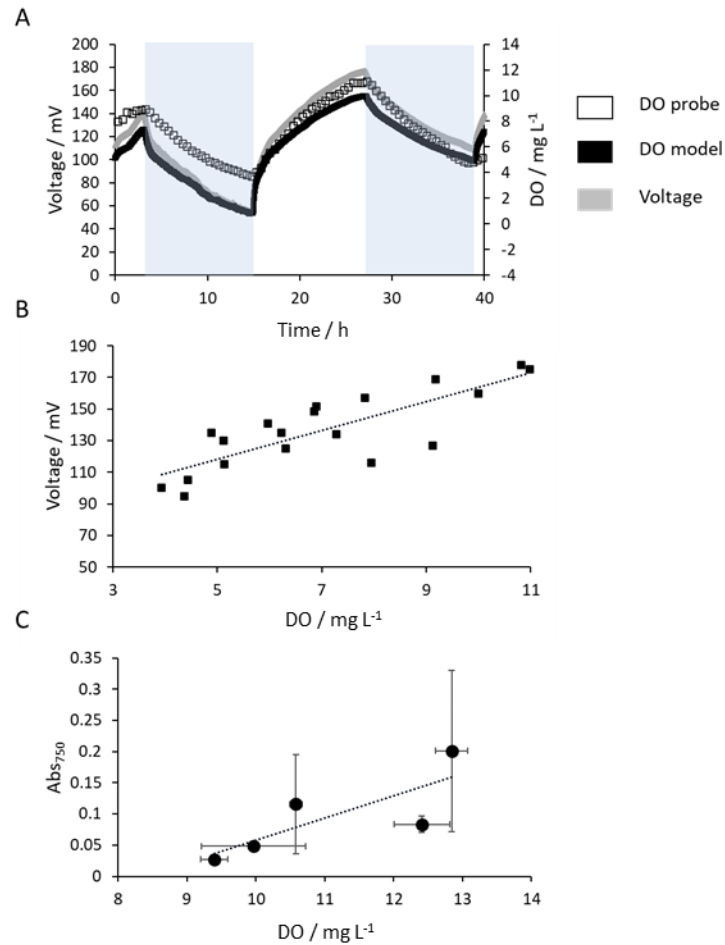 A
200
180
160
140
120
100
80
60
40
20
0
Voltage / mV
14
12
10
8
6
4
2
0
-2
-4
DO / mg L⁻¹
0 10 20 30 40
Time / h
DO probe
DO model
Voltage
B
190
170
150
130
110
90
70
50
Voltage / mV
3 5 7 9 11
DO / mg L⁻¹
C
0.35
0.3
0.25
0.2
0.15
0.1
0.05
0
Abs₇₅₀
8 9 10 11 12 13 14
DO / mg L⁻¹